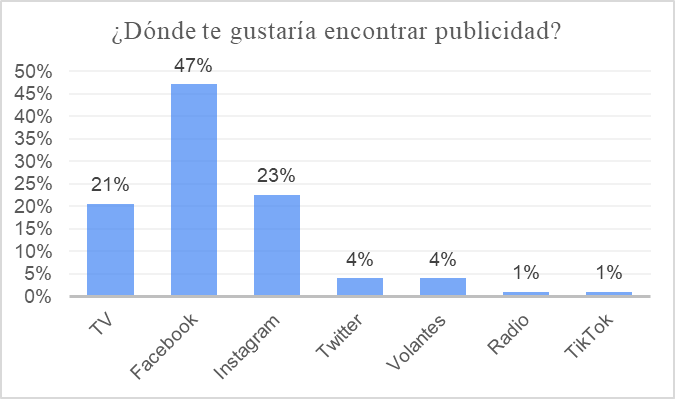 ¿Dónde te gustaría encontrar publicidad?
50%
45%
40%
35%
30%
25%
20%
15%
10%
5%
0%
21%
47%
23%
4%
4%
1%
1%
TV
Facebook
Instagram
Twitter
Volantes
Radio
TikTok